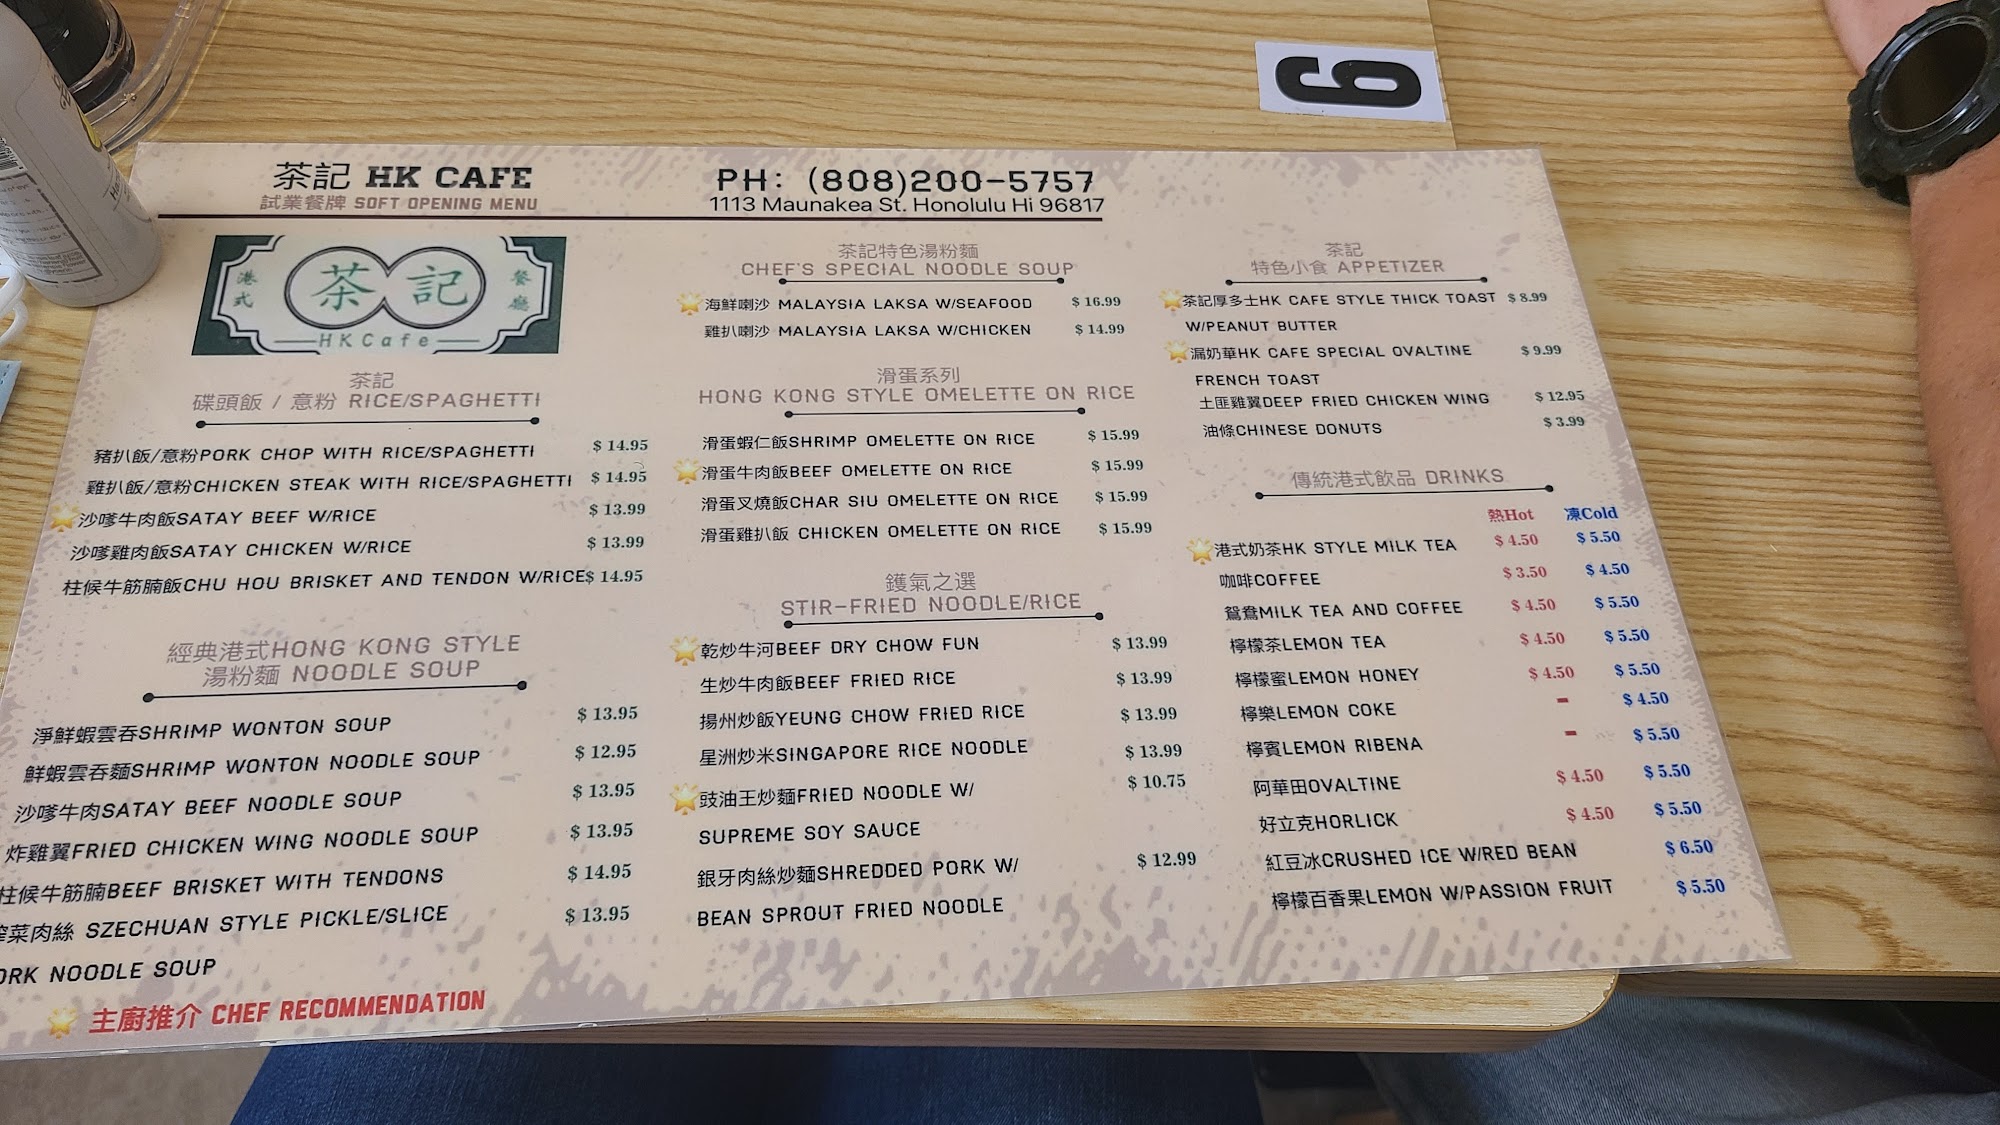 6
茶記 HK CAFE
試業餐牌 SOFT OPENING MENU
PH: (808)200-5757
1113 Maunakea St. Honolulu Hi 96817
港式 茶記 餐廳
HKCafe
茶記
碟頭飯 / 意粉 RICE/SPAGHETTI
豬扒飯/意粉PORK CHOP WITH RICE/SPAGHETTI $ 14.95
雞扒飯/意粉CHICKEN STEAK WITH RICE/SPAGHETTI $ 14.95
沙嗲牛肉飯SATAY BEEF W/RICE $ 13.99
沙嗲雞肉飯SATAY CHICKEN W/RICE $ 13.99
柱候牛筋腩飯CHU HOU BRISKET AND TENDON W/RICE $ 14.95
經典港式HONG KONG STYLE
湯粉麵 NOODLE SOUP
淨鮮蝦雲吞SHRIMP WONTON SOUP $ 13.95
鮮蝦雲吞麵SHRIMP WONTON NOODLE SOUP $ 12.95
沙嗲牛肉SATAY BEEF NOODLE SOUP $ 13.95
炸雞翼FRIED CHICKEN WING NOODLE SOUP $ 13.95
柱候牛筋腩BEEF BRISKET WITH TENDONS $ 14.95
榨菜肉絲 SZECHUAN STYLE PICKLE/SLICE $ 13.95
ORK NOODLE SOUP
主廚推介 CHEF RECOMMENDATION
茶記特色湯粉麵
CHEF'S SPECIAL NOODLE SOUP
海鮮喇沙 MALAYSIA LAKSA W/SEAFOOD $ 16.99
雞扒喇沙 MALAYSIA LAKSA W/CHICKEN $ 14.99
滑蛋系列
HONG KONG STYLE OMELETTE ON RICE
滑蛋蝦仁飯SHRIMP OMELETTE ON RICE $ 15.99
滑蛋牛肉飯BEEF OMELETTE ON RICE $ 15.99
滑蛋叉燒飯CHAR SIU OMELETTE ON RICE $ 15.99
滑蛋雞扒飯 CHICKEN OMELETTE ON RICE $ 15.99
鑊氣之選
STIR-FRIED NOODLE/RICE
乾炒牛河BEEF DRY CHOW FUN $ 13.99
生炒牛肉飯BEEF FRIED RICE $ 13.99
揚州炒飯YEUNG CHOW FRIED RICE $ 13.99
星洲炒米SINGAPORE RICE NOODLE $ 13.99
豉油王炒麵FRIED NOODLE W/ $ 10.75
SUPREME SOY SAUCE
銀牙肉絲炒麵SHREDDED PORK W/ $ 12.99
BEAN SPROUT FRIED NOODLE
茶記
特色小食 APPETIZER
茶記厚多士HK CAFE STYLE THICK TOAST $ 8.99
W/PEANUT BUTTER
漏奶華HK CAFE SPECIAL OVALTINE $ 9.99
FRENCH TOAST
土匪雞翼DEEP FRIED CHICKEN WING $ 12.95
油條CHINESE DONUTS $ 3.99
傳統港式飲品 DRINKS
熱Hot 凍Cold
港式奶茶HK STYLE MILK TEA $ 4.50 $ 5.50
咖啡COFFEE $ 3.50 $ 4.50
鴛鴦MILK TEA AND COFFEE $ 4.50 $ 5.50
檸檬茶LEMON TEA $ 4.50 $ 5.50
檸檬蜜LEMON HONEY $ 4.50 $ 5.50
檸樂LEMON COKE - $ 4.50
檸賓LEMON RIBENA - $ 5.50
阿華田OVALTINE $ 4.50 $ 5.50
好立克HORLICK $ 4.50 $ 5.50
紅豆冰CRUSHED ICE W/RED BEAN $ 6.50
檸檬百香果LEMON W/PASSION FRUIT $ 5.50